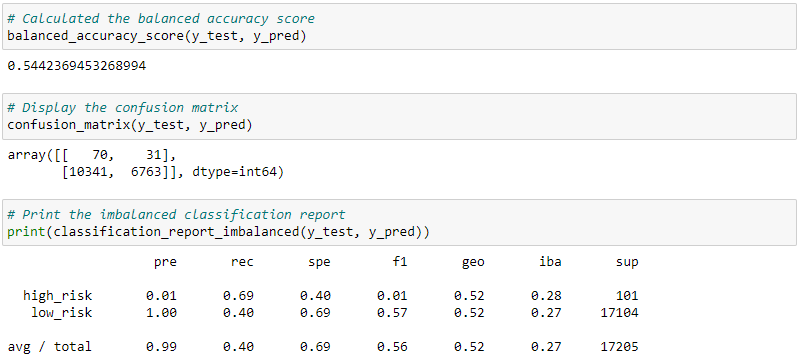 # Calculated the balanced accuracy score
balanced_accuracy_score(y_test, y_pred)
0.5442369453268994
# Display the confusion matrix
confusion_matrix(y_test, y_pred)
array([[   70,    31],
       [10341,  6763]], dtype=int64)
# Print the imbalanced classification report
print(classification_report_imbalanced(y_test, y_pred))
                   pre       rec       spe        f1       geo       iba       sup
  high_risk       0.01      0.69      0.40      0.01      0.52      0.28       101
   low_risk       1.00      0.40      0.69      0.57      0.52      0.27     17104
avg / total       0.99      0.40      0.69      0.56      0.52      0.27     17205